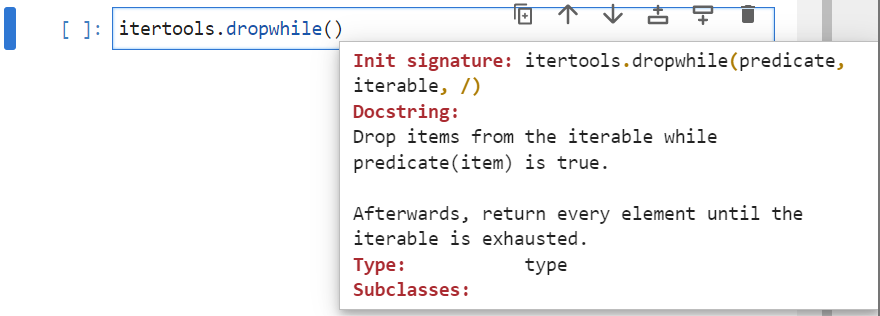 [ ]: itertools.dropwhile()
Init signature: itertools.dropwhile(predicate,
iterable, /)
Docstring:
Drop items from the iterable while
predicate(item) is true.
Afterwards, return every element until the
iterable is exhausted.
Type: type
Subclasses: